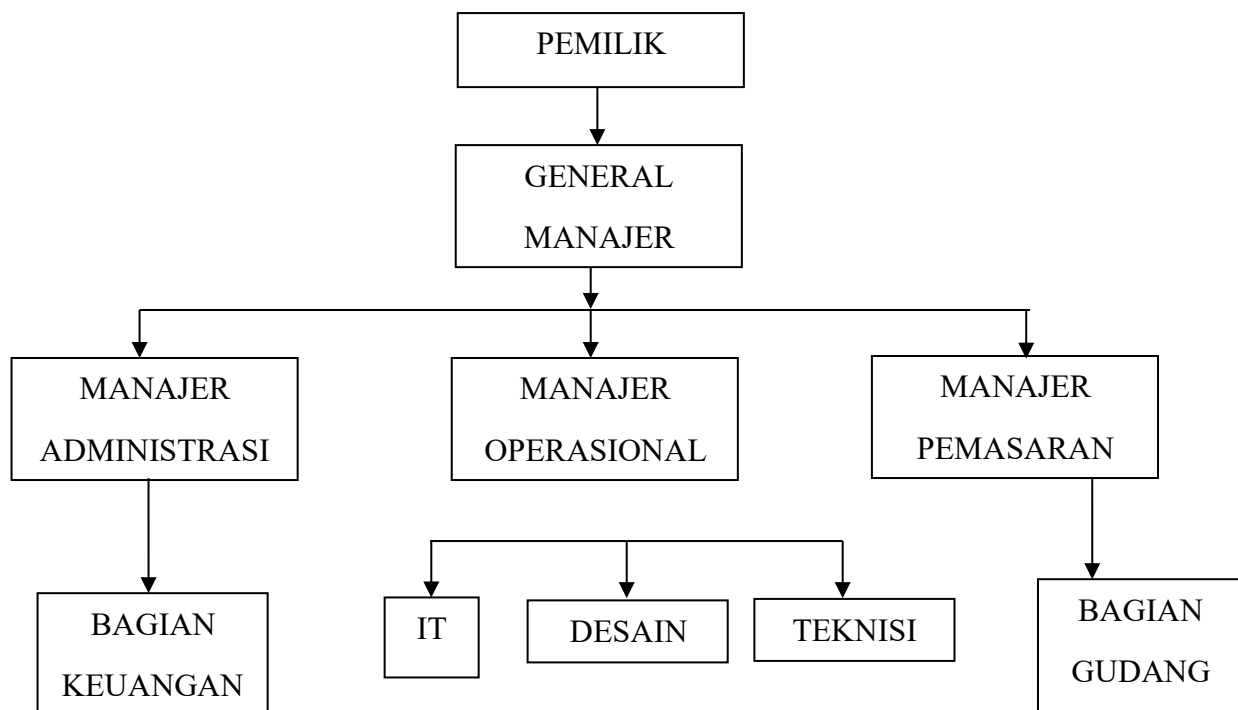 PEMILIK
GENERAL
MANAJER
MANAJER
ADMINISTRASI
MANAJER
OPERASIONAL
MANAJER
PEMASARAN
BAGIAN
KEUANGAN
IT
DESAIN
TEKNISI
BAGIAN
GUDANG